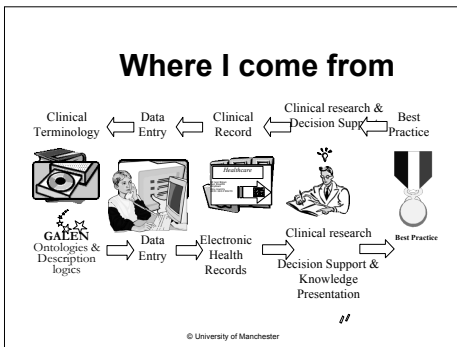 Where I come from
Clinical
Terminology
Data
Entry
Clinical
Record
Clinical research &
Decision Support
Best
Practice
Healthcare
GALEN
Ontologies &
Description
logics
Data
Entry
Electronic
Health
Records
Clinical research
Decision Support &
Knowledge
Presentation
Best Practice
© University of Manchester